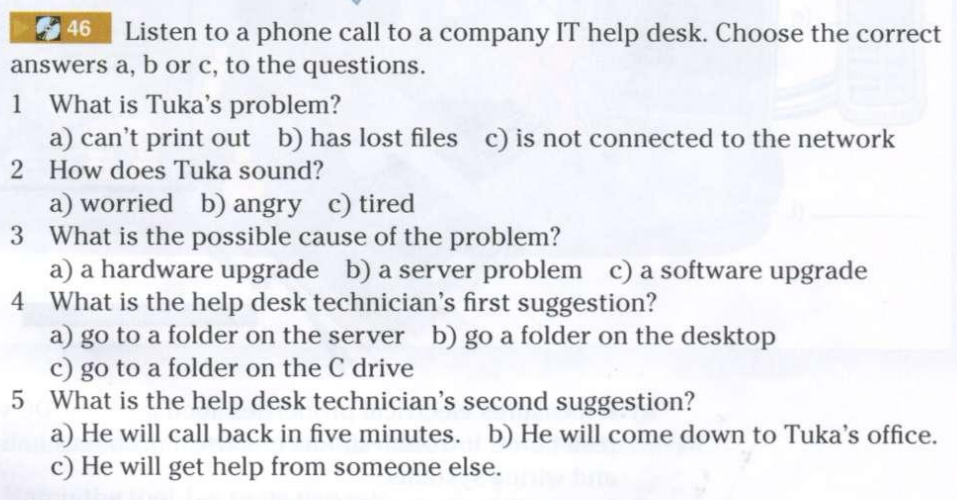 46 Listen to a phone call to a company IT help desk. Choose the correct
answers a, b or c, to the questions.
1 What is Tuka's problem?
a) can't print out b) has lost files c) is not connected to the network
2 How does Tuka sound?
a) worried b) angry c) tired
3 What is the possible cause of the problem?
a) a hardware upgrade b) a server problem c) a software upgrade
4 What is the help desk technician's first suggestion?
a) go to a folder on the server b) go a folder on the desktop
c) go to a folder on the C drive
5 What is the help desk technician's second suggestion?
a) He will call back in five minutes. b) He will come down to Tuka's office.
c) He will get help from someone else.